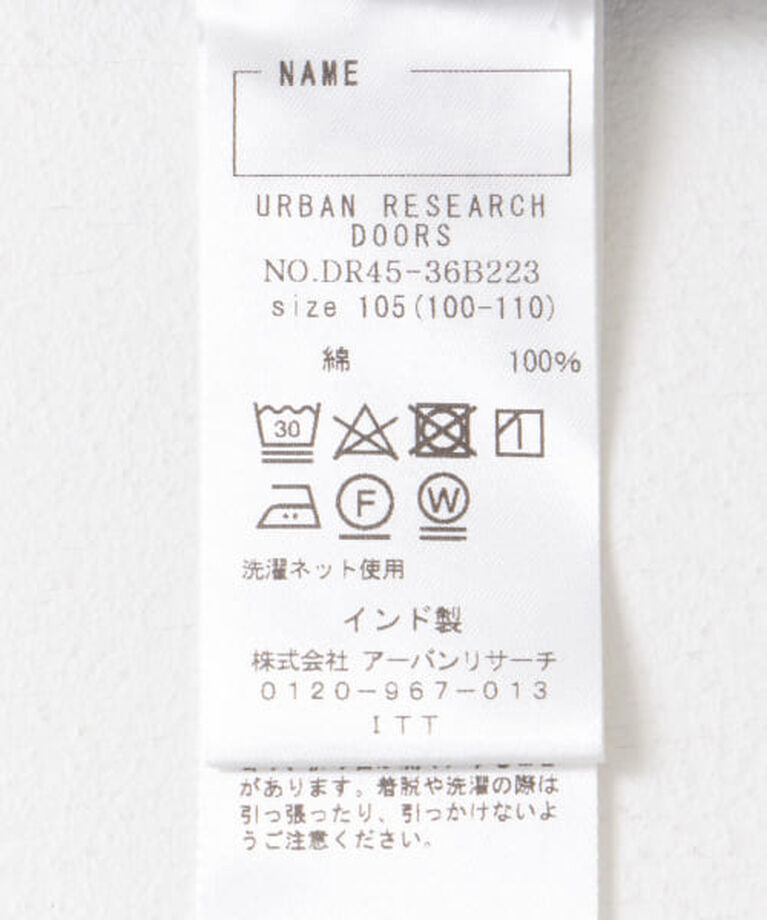 NAME
URBAN RESEARCH
DOORS
NO.DR45-36B223
size 105(100-110)
綿 100%
30
F W
洗濯ネット使用
インド製
株式会社 アーバンリサーチ
0120-967-013
ITT
があります。着脱や洗濯の際は
引っ張ったり、引っかけないよ
うご注意ください。